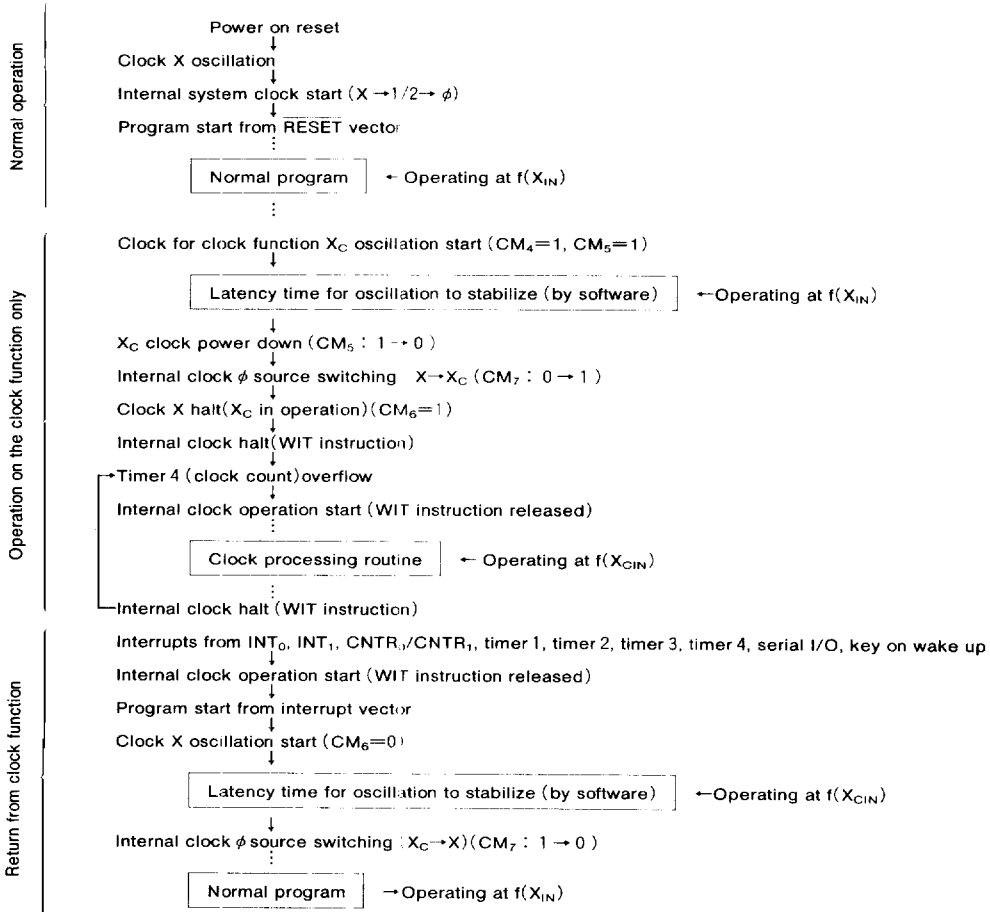 Normal operation
Power on reset
↓
Clock X oscillation
↓
Internal system clock start (X→1/2→ φ)
↓
Program start from RESET vector
⋮
Normal program ← Operating at f(XIN)
⋮
Operation on the clock function only
Clock for clock function XC oscillation start (CM4=1, CM5=1)
↓
Latency time for oscillation to stabilize (by software) ←Operating at f(XIN)
↓
XC clock power down (CM5 : 1→0)
↓
Internal clock φ source switching X→XC (CM7 : 0→1)
↓
Clock X halt(XC in operation)(CM6=1)
↓
Internal clock halt(WIT instruction)
↓
→Timer 4 (clock count)overflow
↓
Internal clock operation start (WIT instruction released)
⋮
Clock processing routine ← Operating at f(XCIN)
⋮
Internal clock halt (WIT instruction)
Return from clock function
Interrupts from INT0, INT1, CNTR0/CNTR1, timer 1, timer 2, timer 3, timer 4, serial I/O, key on wake up
↓
Internal clock operation start (WIT instruction released)
↓
Program start from interrupt vector
↓
Clock X oscillation start (CM6=0)
↓
Latency time for oscillation to stabilize (by software) ←Operating at f(XCIN)
↓
Internal clock φ source switching (XC→X)(CM7 : 1→0)
⋮
Normal program →Operating at f(XIN)